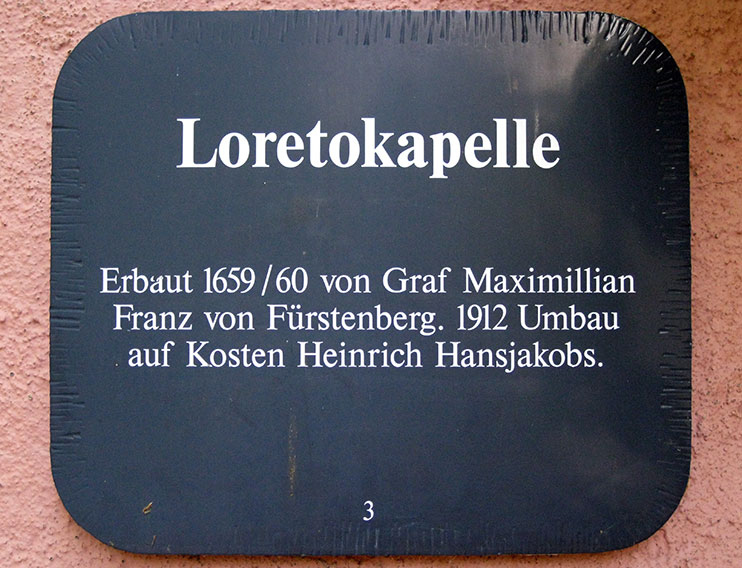 Loretokapelle
Erbaut 1659/60 von Graf Maximillian
Franz von Fürstenberg. 1912 Umbau
auf Kosten Heinrich Hansjakobs.
3